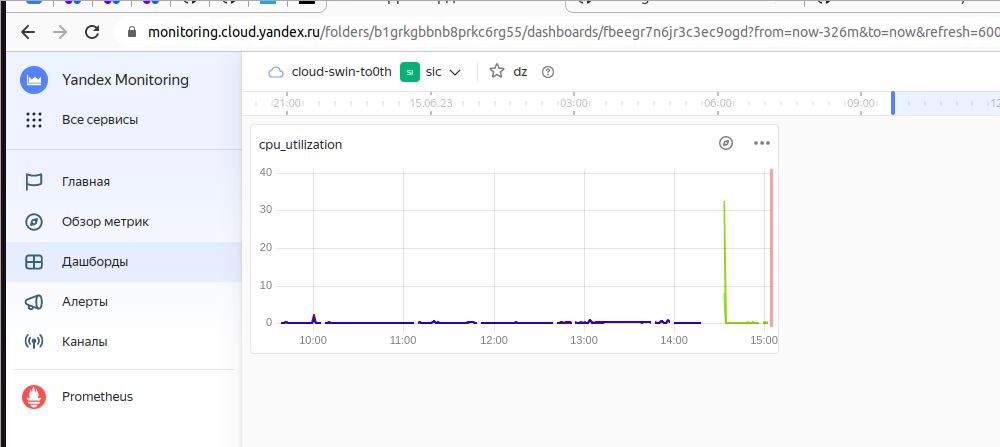 monitoring.cloud.yandex.ru/folders/b1grkgbbnb8prkc6rg55/dashboards/fbeegr7n6jr3c3ec9ogd?from=now-326m&to=now&refresh=600
Yandex Monitoring
cloud-swin-to0th SI sic dz
21:00 15.06.23 03:00 06:00 09:00 12
Все сервисы
cpu_utilization
40
30
20
10
0
10:00 11:00 12:00 13:00 14:00 15:00
Главная
Обзор метрик
Дашборды
Алерты
Каналы
Prometheus